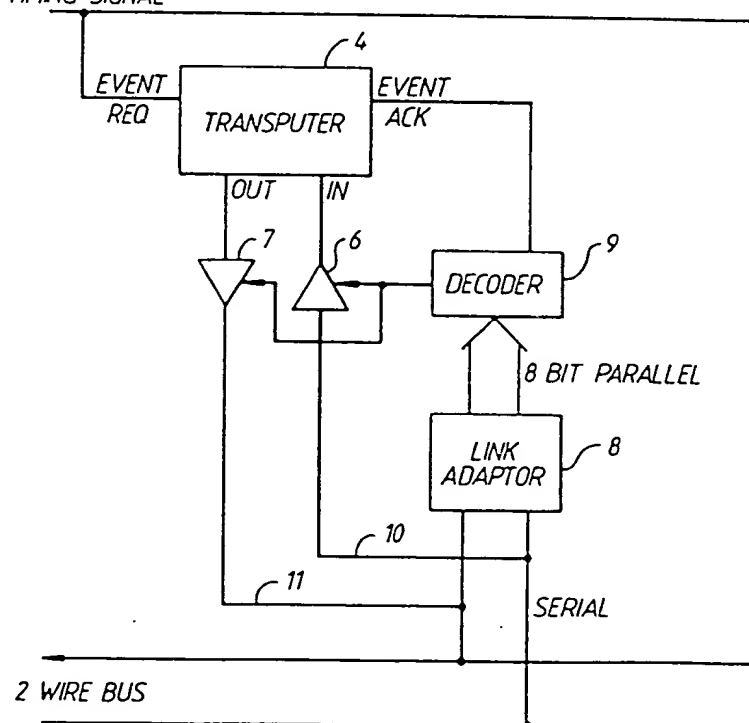 SIGNAL
4
EVENT
REQ
TRANSPUTER
EVENT
ACK
OUT
IN
7
6
9
DECODER
8 BIT PARALLEL
LINK
ADAPTOR
8
10
11
SERIAL
2 WIRE BUS